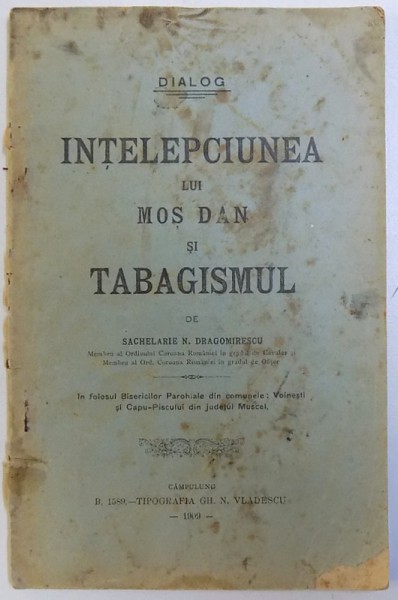 DIALOG
INȚELEPCIUNEA
LUI
MOȘ DAN
ȘI
TABAGISMUL
DE
SACHELARIE N. DRAGOMIRESCU
Membru al Ordinului Coroana României în gradul de Cavaler
Membru al Ord. Coroana României în gradul de Ofițer
In folosul Bisericilor Parohiale din comunele: Voinești
și Capu-Piscului din județul Muscel.
CÂMPULUNG
B. 1589.—TIPOGRAFIA GH. N. VLĂDESCU
— 1909 —